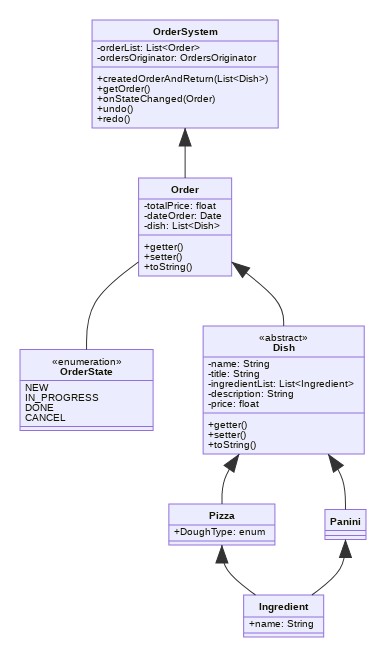 OrderSystem
-orderList: List<Order>
-ordersOriginator: OrdersOriginator
+createdOrderAndReturn(List<Dish>)
+getOrder()
+onStateChanged(Order)
+undo()
+redo()
Order
-totalPrice: float
-dateOrder: Date
-dish: List<Dish>
+getter()
+setter()
+toString()
«enumeration»
OrderState
NEW
IN_PROGRESS
DONE
CANCEL
«abstract»
Dish
-name: String
-title: String
-ingredientList: List<Ingredient>
-description: String
-price: float
+getter()
+setter()
+toString()
Pizza
+DoughType: enum
Panini
Ingredient
+name: String